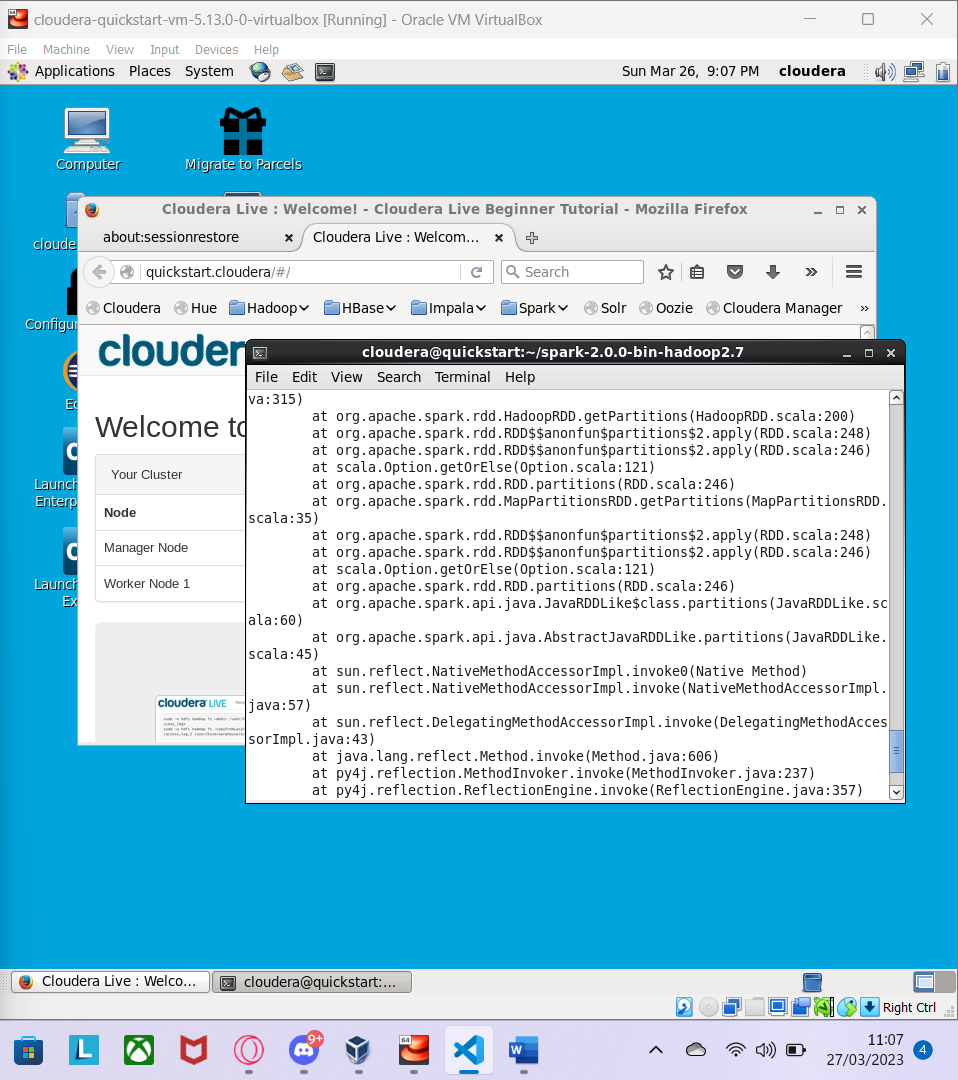 cloudera-quickstart-vm-5.13.0-0-virtualbox [Running] - Oracle VM VirtualBox
File Machine View Input Devices Help
Applications Places System
Sun Mar 26, 9:07 PM cloudera
Computer
Migrate to Parcels
Cloudera Live : Welcome! - Cloudera Live Beginner Tutorial - Mozilla Firefox
about:sessionrestore
Cloudera Live : Welcom...
cloude
quickstart.cloudera/#/
Search
Cloudera Hue Hadoop HBase Impala Spark Solr Oozie Cloudera Manager »
Configu
clouder
cloudera@quickstart:~/spark-2.0.0-bin-hadoop2.7
File Edit View Search Terminal Help
Ec
Launch
Enterp
Launch
Ex
Welcome to
Your Cluster
Node
Manager Node
Worker Node 1
cloudera LIVE
va:315)
at org.apache.spark.rdd.HadoopRDD.getPartitions(HadoopRDD.scala:200)
at org.apache.spark.rdd.RDD$$anonfun$partitions$2.apply(RDD.scala:248)
at org.apache.spark.rdd.RDD$$anonfun$partitions$2.apply(RDD.scala:246)
at scala.Option.getOrElse(Option.scala:121)
at org.apache.spark.rdd.RDD.partitions(RDD.scala:246)
at org.apache.spark.rdd.MapPartitionsRDD.getPartitions(MapPartitionsRDD.
scala:35)
at org.apache.spark.rdd.RDD$$anonfun$partitions$2.apply(RDD.scala:248)
at org.apache.spark.rdd.RDD$$anonfun$partitions$2.apply(RDD.scala:246)
at scala.Option.getOrElse(Option.scala:121)
at org.apache.spark.rdd.RDD.partitions(RDD.scala:246)
at org.apache.spark.api.java.JavaRDDLike$class.partitions(JavaRDDLike.sc
ala:60)
at org.apache.spark.api.java.AbstractJavaRDDLike.partitions(JavaRDDLike.
scala:45)
at sun.reflect.NativeMethodAccessorImpl.invoke0(Native Method)
at sun.reflect.NativeMethodAccessorImpl.invoke(NativeMethodAccessorImpl.
java:57)
at sun.reflect.DelegatingMethodAccessorImpl.invoke(DelegatingMethodAcces
sorImpl.java:43)
at java.lang.reflect.Method.invoke(Method.java:606)
at py4j.reflection.MethodInvoker.invoke(MethodInvoker.java:237)
at py4j.reflection.ReflectionEngine.invoke(ReflectionEngine.java:357)
Cloudera Live : Welco...
cloudera@quickstart:...
Right Ctrl
9+
11:07
27/03/2023
4